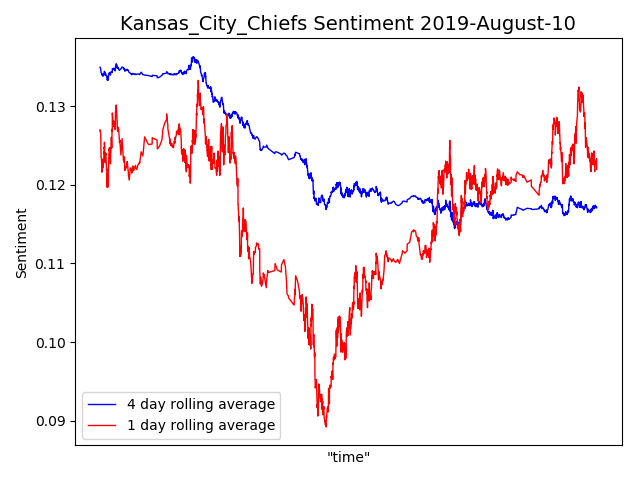 Kansas_City_Chiefs Sentiment 2019-August-10
0.13
0.12
0.11
0.10
0.09
Sentiment
4 day rolling average
1 day rolling average
"time"